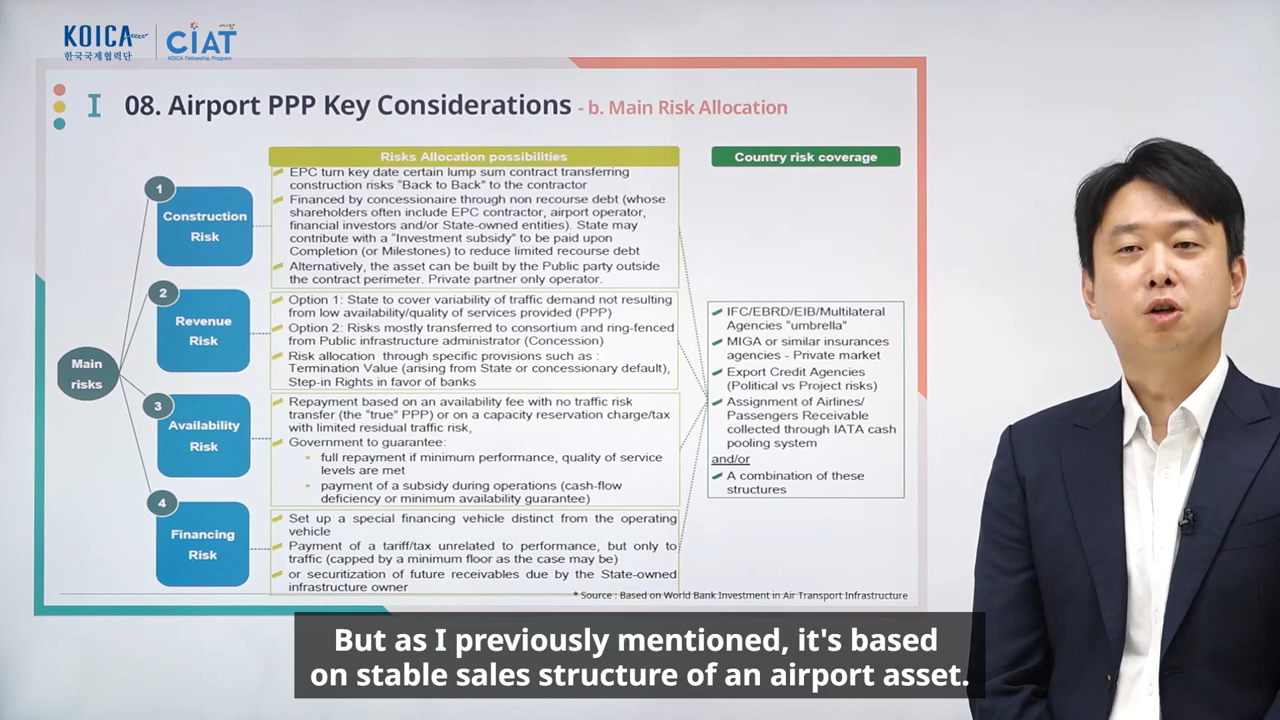 KOICA
한국국제협력단
CIAT
KOICA Fellowship Program
I 08. Airport PPP Key Considerations - b. Main Risk Allocation
Risks Allocation possibilities
Country risk coverage
Main
risks
1
Construction
Risk
EPC turn key date certain lump sum contract transferring
construction risks "Back to Back" to the contractor
Financed by concessionaire through non recourse debt (whose
shareholders often include EPC contractor, airport operator,
financial investors and/or State-owned entities). State may
contribute with a "Investment subsidy" to be paid upon
Completion (or Milestones) to reduce limited recourse debt
Alternatively, the asset can be built by the Public party outside
the contract perimeter. Private partner only operator.
2
Revenue
Risk
Option 1: State to cover variability of traffic demand not resulting
from low availability/quality of services provided (PPP)
Option 2: Risks mostly transferred to consortium and ring-fenced
from Public infrastructure administrator (Concession)
Risk allocation through specific provisions such as :
Termination Value (arising from State or concessionary default),
Step-in Rights in favor of banks
3
Availability
Risk
Repayment based on an availability fee with no traffic risk
transfer (the "true" PPP) or on a capacity reservation charge/tax
with limited residual traffic risk,
Government to guarantee:
full repayment if minimum performance, quality of service
levels are met
payment of a subsidy during operations (cash-flow
deficiency or minimum availability guarantee)
4
Financing
Risk
Set up a special financing vehicle distinct from the operating
vehicle
Payment of a tariff/tax unrelated to performance, but only to
traffic (capped by a minimum floor as the case may be)
or securitization of future receivables due by the State-owned
infrastructure owner
IFC/EBRD/EIB/Multilateral
Agencies "umbrella"
MIGA or similar insurances
agencies - Private market
Export Credit Agencies
(Political vs Project risks)
Assignment of Airlines/
Passengers Receivable
collected through IATA cash
pooling system
and/or
A combination of these
structures
* Source : Based on World Bank Investment in Air Transport Infrastructure
But as I previously mentioned, it's based
on stable sales structure of an airport asset.